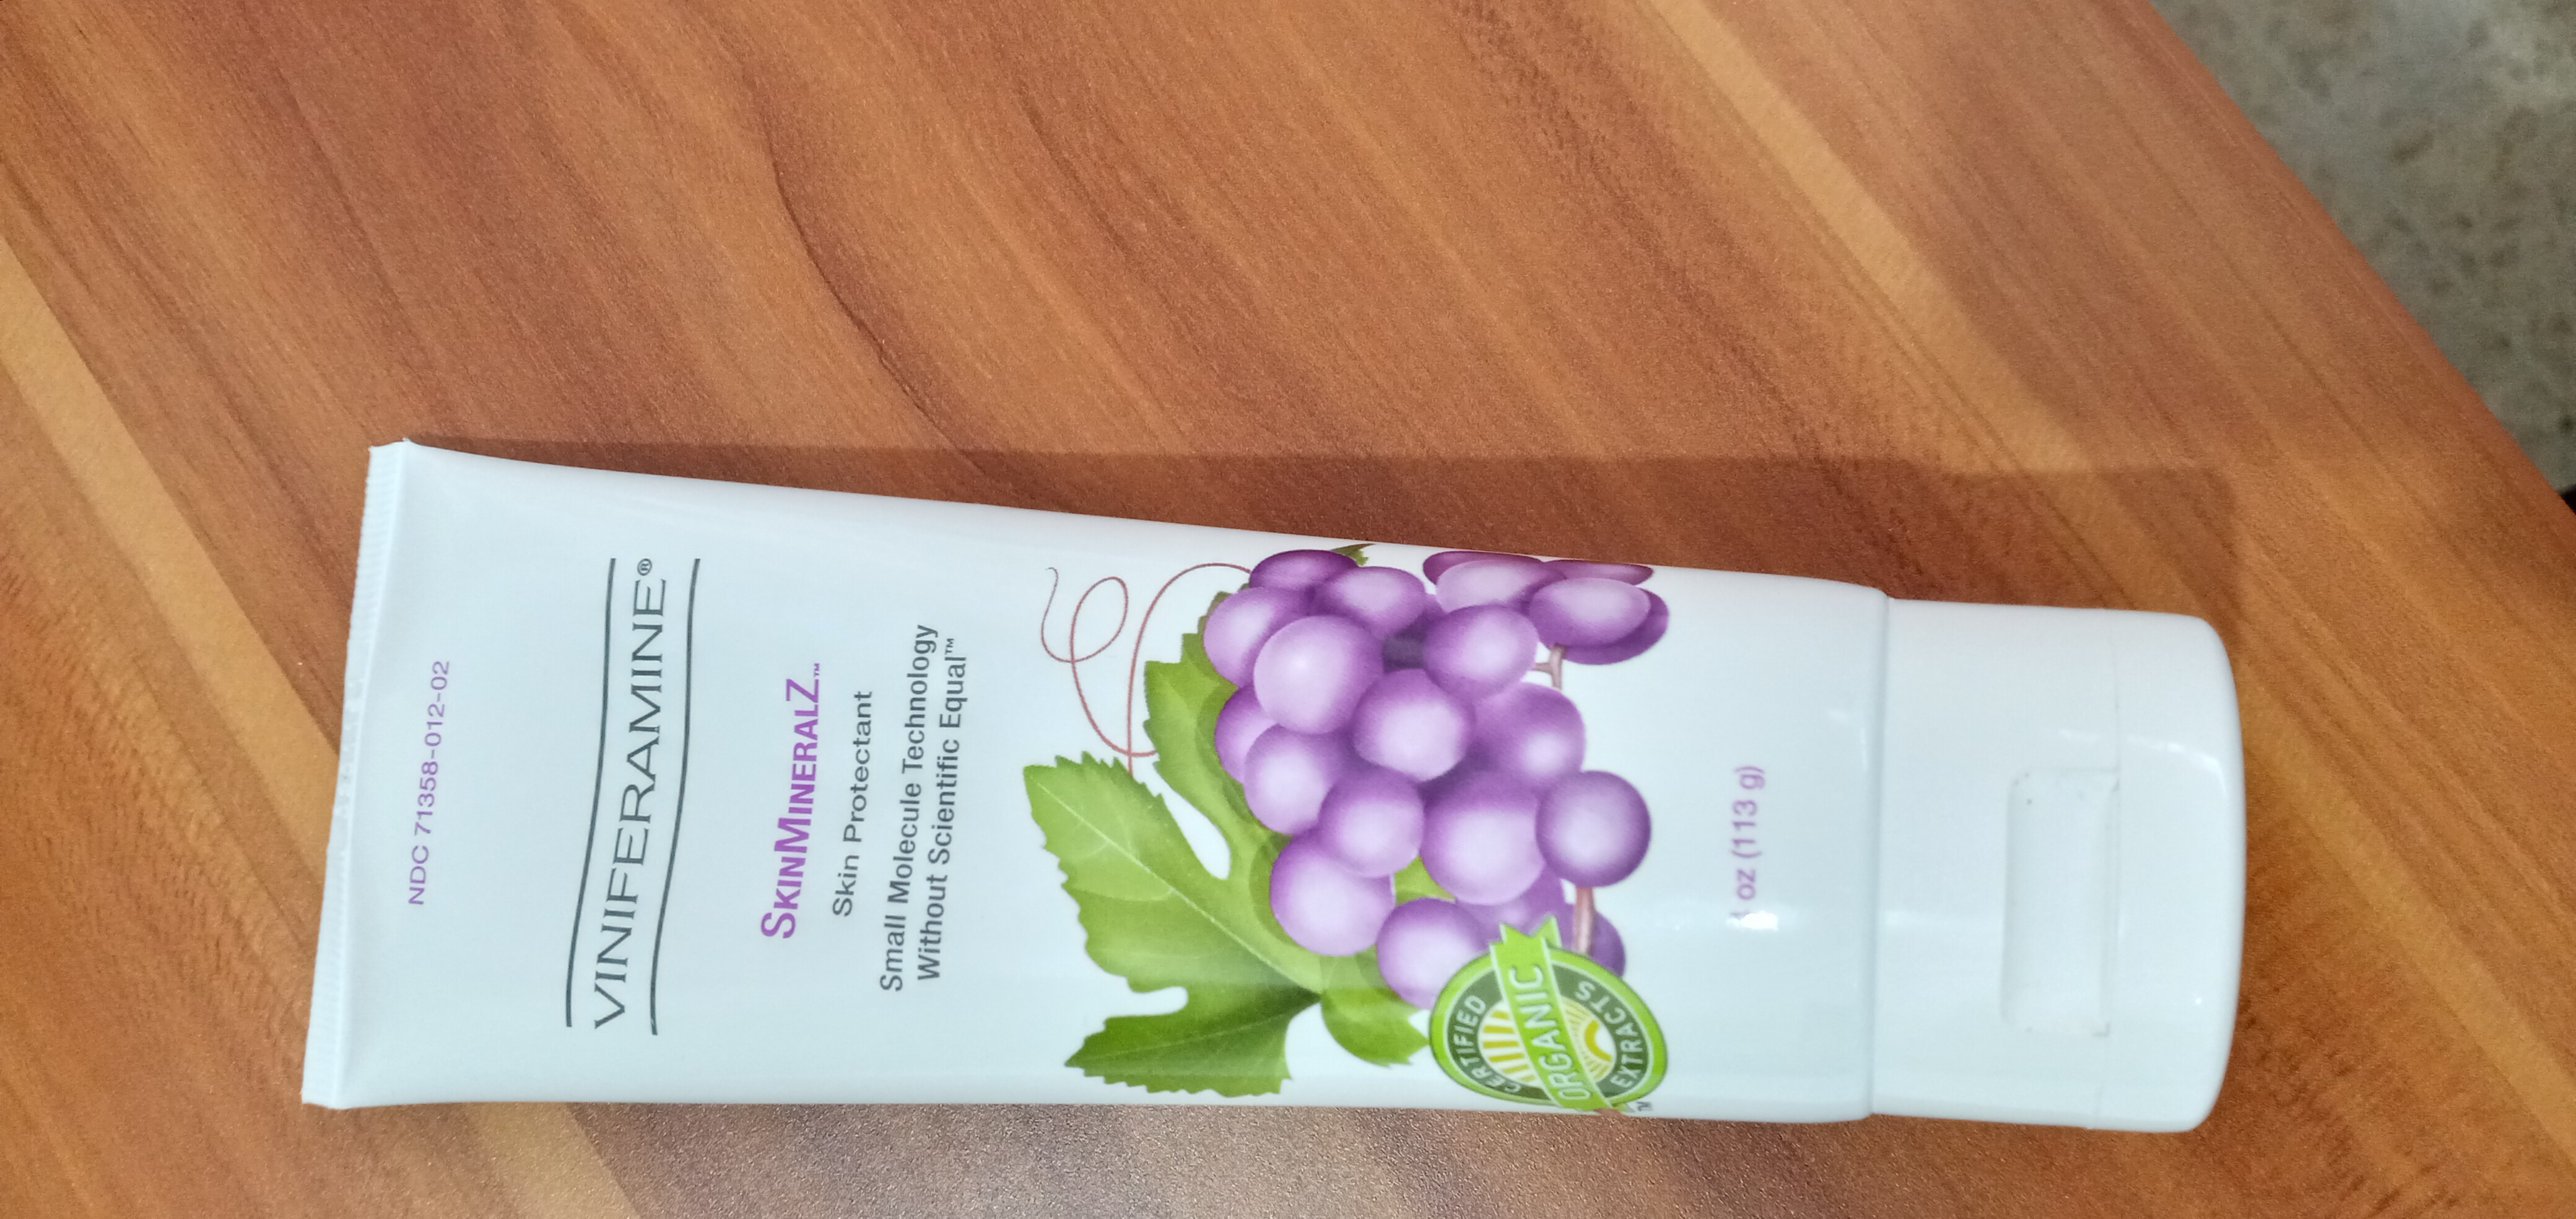 NDC 71358-012-02
VINIFERAMINE®
SKINMINERALZ™
Skin Protectant
Small Molecule Technology
Without Scientific Equal™
CERTIFIED
ORGANIC
EXTRACTS
TM
oz (113 g)